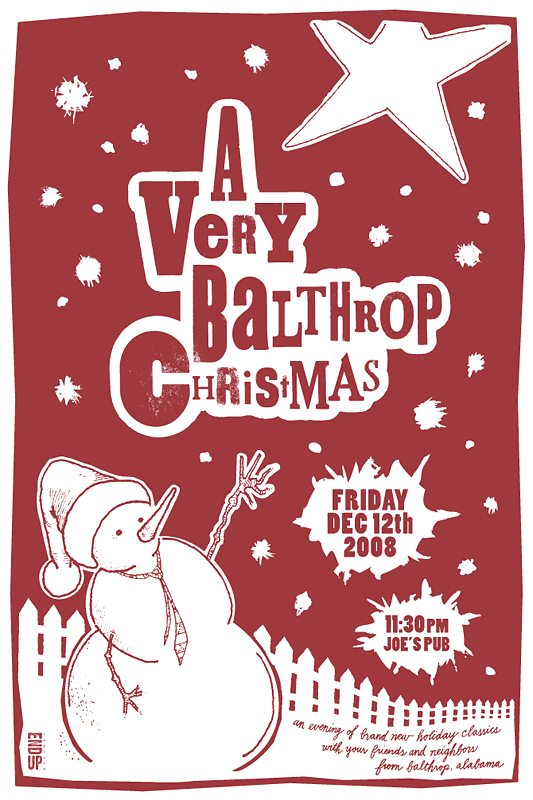 A
VeRY
BaLTHROP
CHRiStMAS
FRIDAY
DEC 12th
2008
11:30PM
JOE'S PUB
an evening of brand new holiday classics
with your friends and neighbors
from balthrop, alabama
END UP